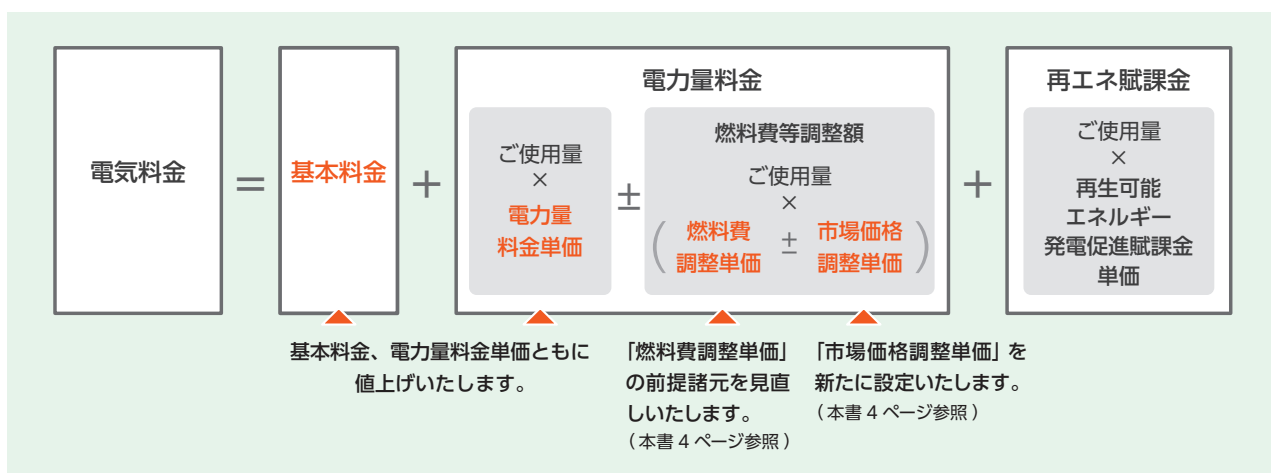 電気料金
=
基本料金
+
電力量料金
ご使用量
×
電力量
料金単価
±
燃料費等調整額
ご使用量
×
(燃料費
調整単価
±
市場価格
調整単価)
+
再エネ賦課金
ご使用量
×
再生可能
エネルギー
発電促進賦課金
単価
基本料金、電力量料金単価ともに
値上げいたします。
「燃料費調整単価」
の前提諸元を見直
しいたします。
(本書4ページ参照)
「市場価格調整単価」を
新たに設定いたします。
(本書4ページ参照)